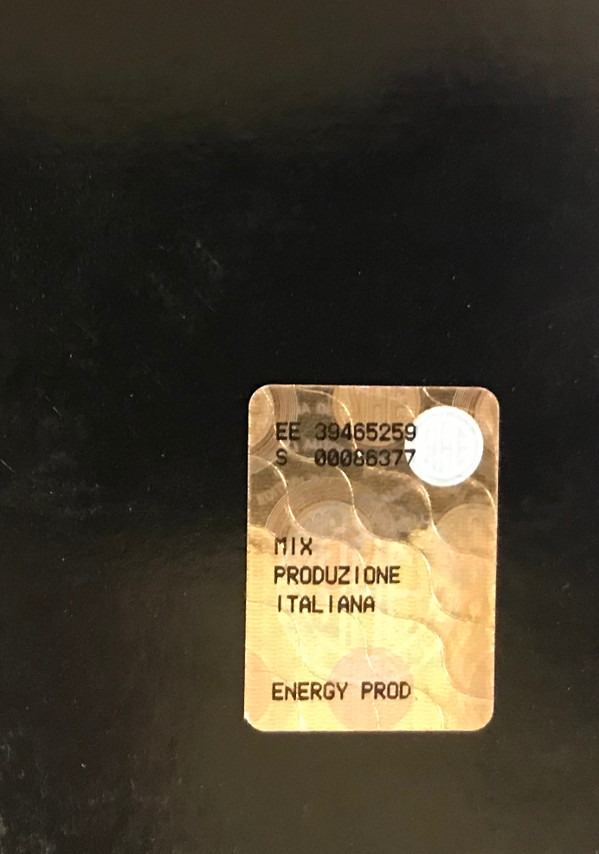 EE 39465259
S 00086377
MIX
PRODUZIONE
ITALIANA
ENERGY PROD